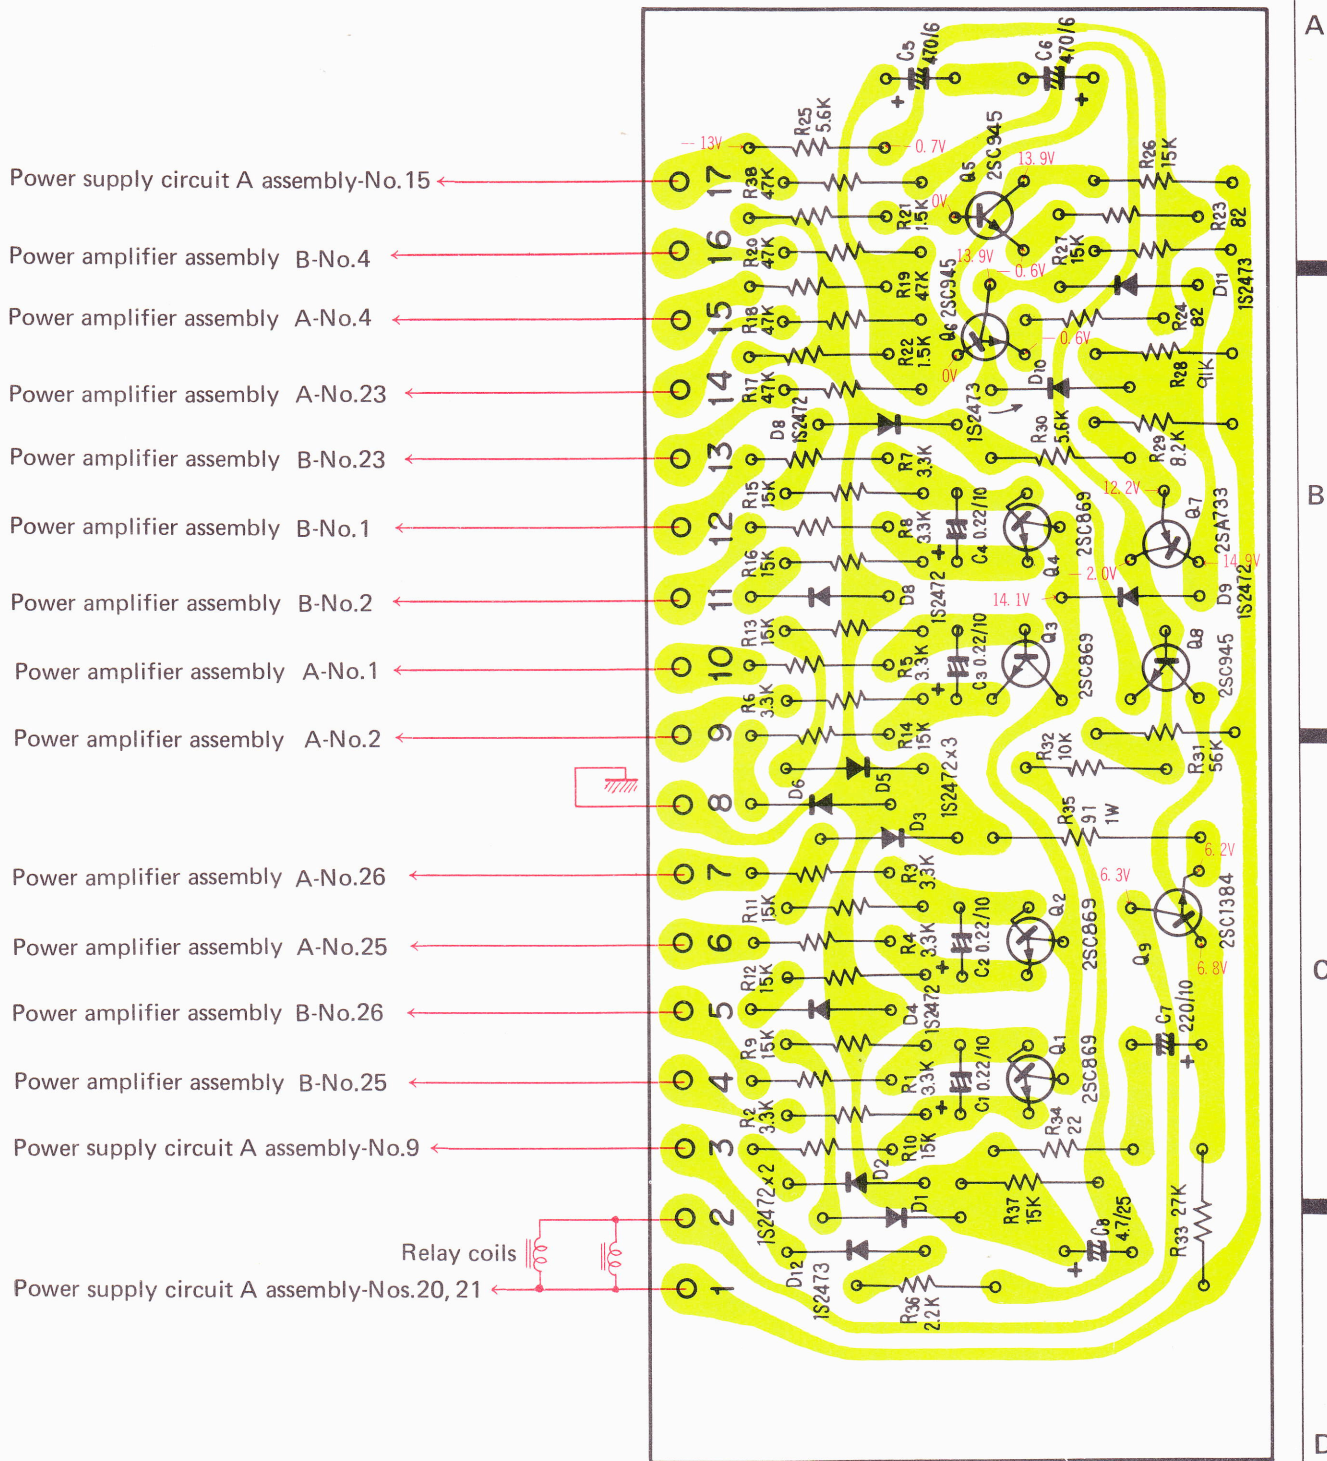 A
C5
470/6
+
C6
470/6
+
R25
5.6K
-13V
-0.7V
Q5
2SC945
13.9V
R26
15K
Power supply circuit A assembly-No.15
17
R38
47K
R21
1.5K
0V
R23
82
Power amplifier assembly B-No.4
16
R20
47K
13.9V
R27
15K
-0.6V
R19
47K
Q6 2SC945
D11
1S2473
Power amplifier assembly A-No.4
15
R18
47K
R22
1.5K
-0.6V
R24
82
0V
D10
R28
91K
Power amplifier assembly A-No.23
14
R17
47K
1S2473
D8
1S2472
R30
5.6K
R29
8.2K
Power amplifier assembly B-No.23
13
R7
3.3K
R15
15K
12.2V
Q7
2SA733
B
Power amplifier assembly B-No.1
12
R8
3.3K
C4 0.22/10
+
2SC869
Q4
R16
15K
-2.0V
-14.9V
Power amplifier assembly B-No.2
11
D8
1S2472
14.1V
D9
1S2472
R13
15K
Q3
2SC869
Q8
2SC945
Power amplifier assembly A-No.1
10
R5
3.3K
C3 0.22/10
+
R6
3.3K
Power amplifier assembly A-No.2
9
R14
15K
R32
10K
R31
56K
D6
D5
1S2472x3
8
D3
R35
91
1W
6.2V
Power amplifier assembly A-No.26
7
R3
3.3K
6.3V
R11
15K
Q2
2SC869
2SC1384
Power amplifier assembly A-No.25
6
R4
3.3K
C2 0.22/10
+
Q9
6.8V
C
R12
15K
Power amplifier assembly B-No.26
5
D4
1S2472
C7
220/10
+
R9
15K
Q1
2SC869
Power amplifier assembly B-No.25
4
R1
3.3K
C1 0.22/10
+
R2
3.3K
R34
22
Power supply circuit A assembly-No.9
3
R10
15K
D2
1S2472x2
D1
R37
15K
2
C8
4.7/25
+
R33 27K
Relay coils
D12
1S2473
Power supply circuit A assembly-Nos.20, 21
1
R36
2.2K
D